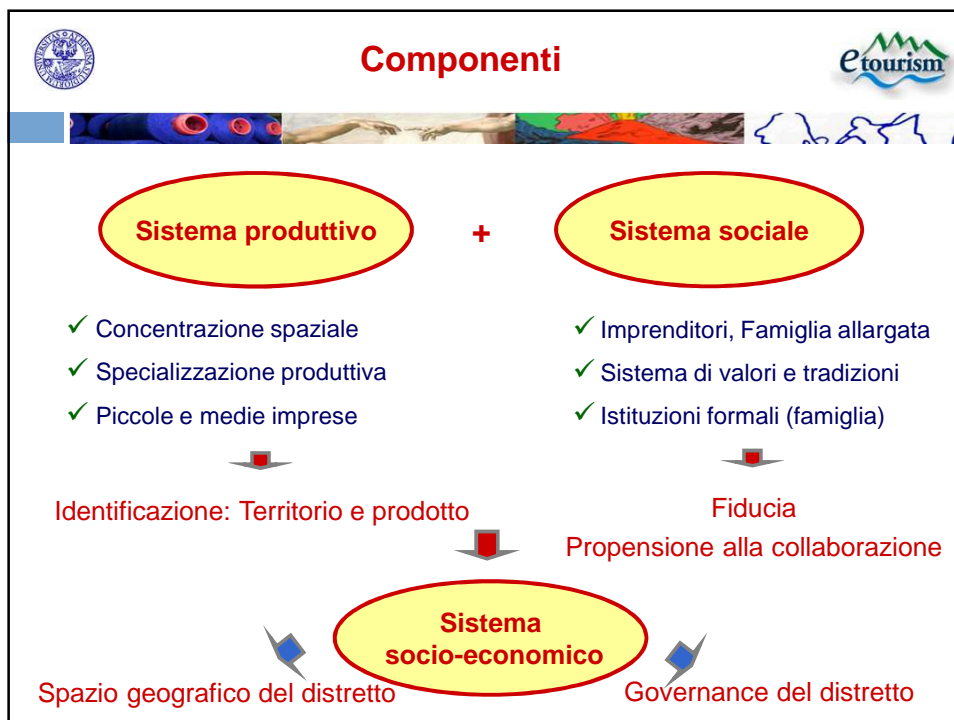 Componenti
etourism
Sistema produttivo
+
Sistema sociale
Concentrazione spaziale
Specializzazione produttiva
Piccole e medie imprese
Imprenditori, Famiglia allargata
Sistema di valori e tradizioni
Istituzioni formali (famiglia)
Identificazione: Territorio e prodotto
Fiducia
Propensione alla collaborazione
Sistema
socio-economico
Spazio geografico del distretto
Governance del distretto